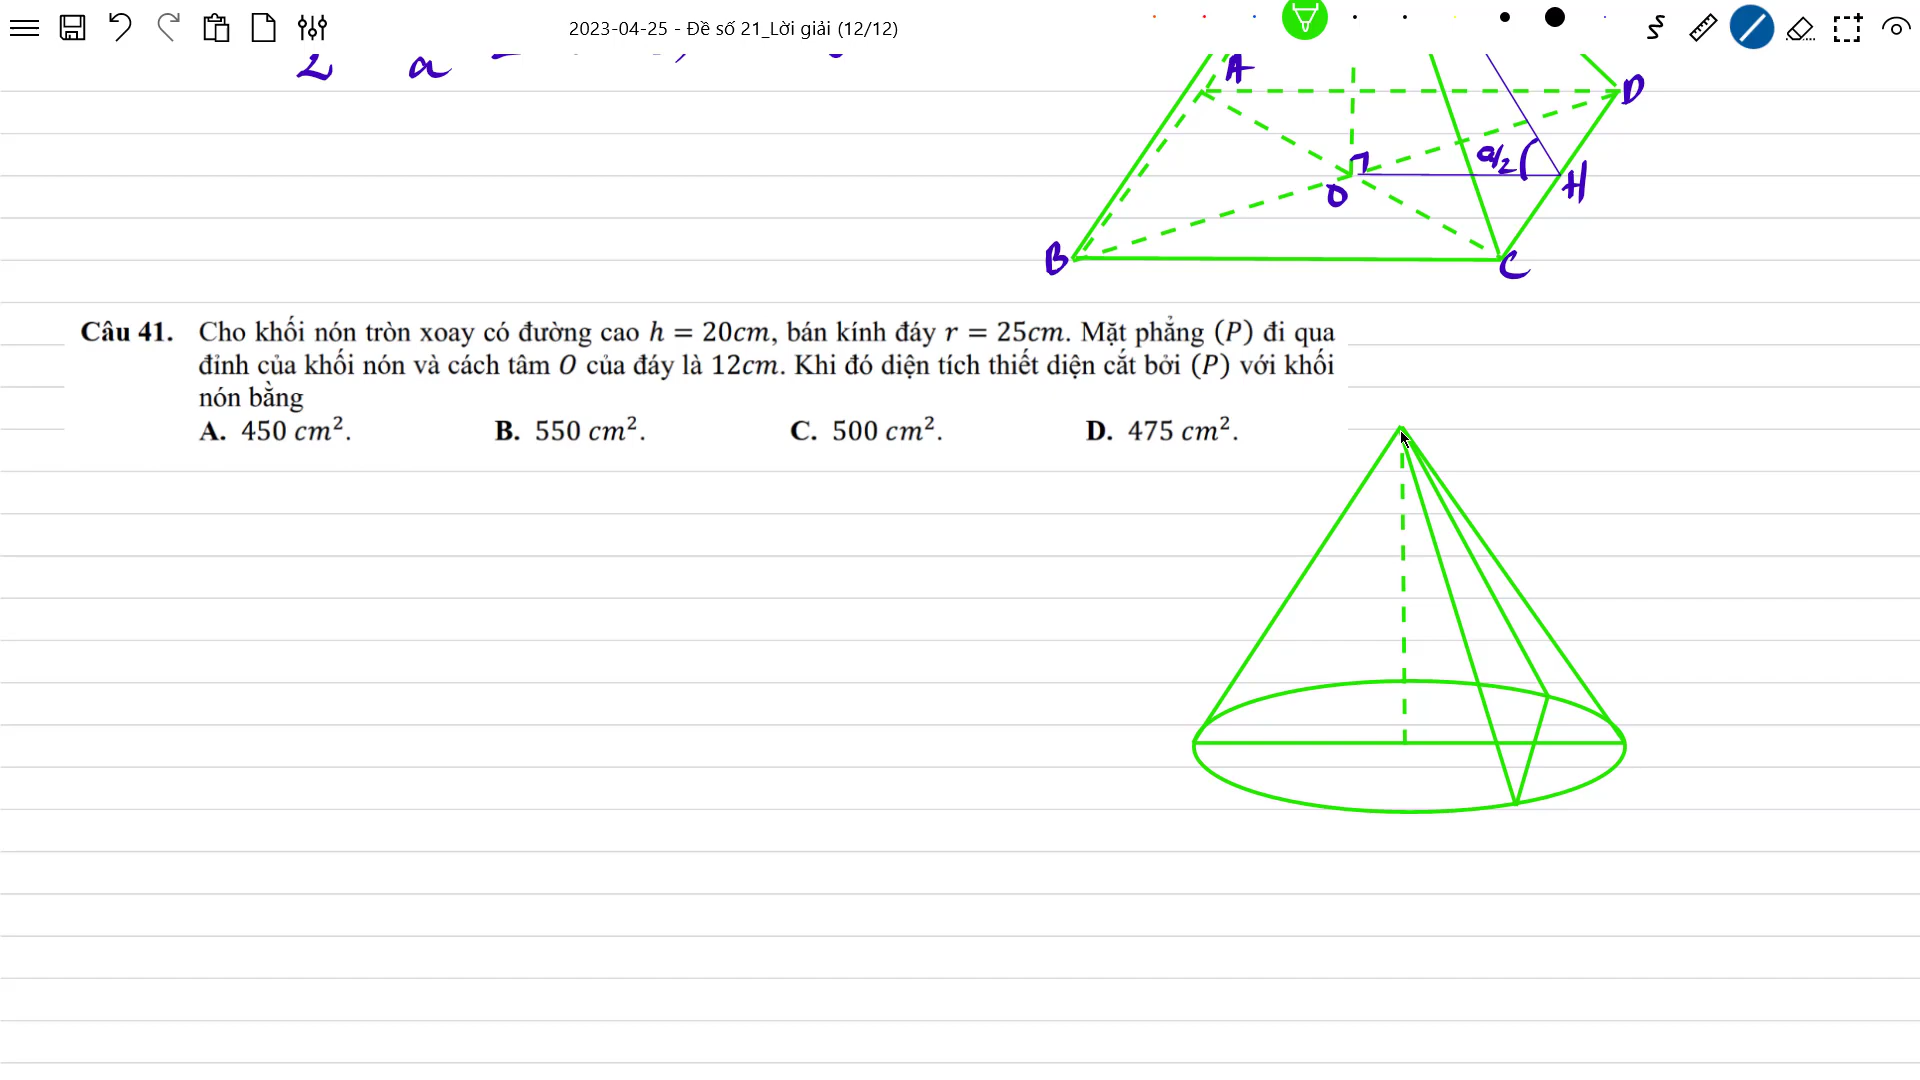 2023-04-25 - Đề số 21_Lời giải (12/12)
2 a
A
D
a/2
H
O
B
C
Câu 41. Cho khối nón tròn xoay có đường cao h = 20cm, bán kính đáy r = 25cm. Mặt phẳng (P) đi qua
đỉnh của khối nón và cách tâm O của đáy là 12cm. Khi đó diện tích thiết diện cắt bởi (P) với khối
nón bằng
A. 450 cm². B. 550 cm². C. 500 cm². D. 475 cm².